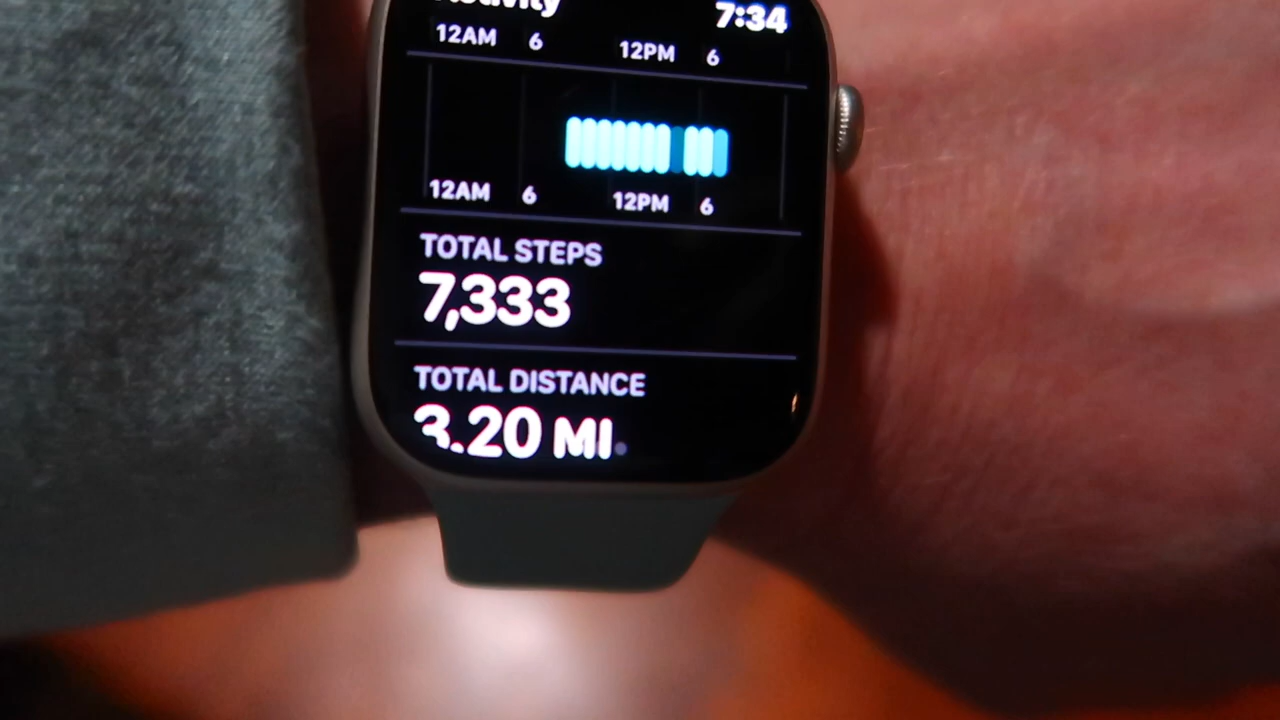 Activity 7:34
12AM 6 12PM 6
12AM 6 12PM 6
TOTAL STEPS
7,333
TOTAL DISTANCE
3.20 MI